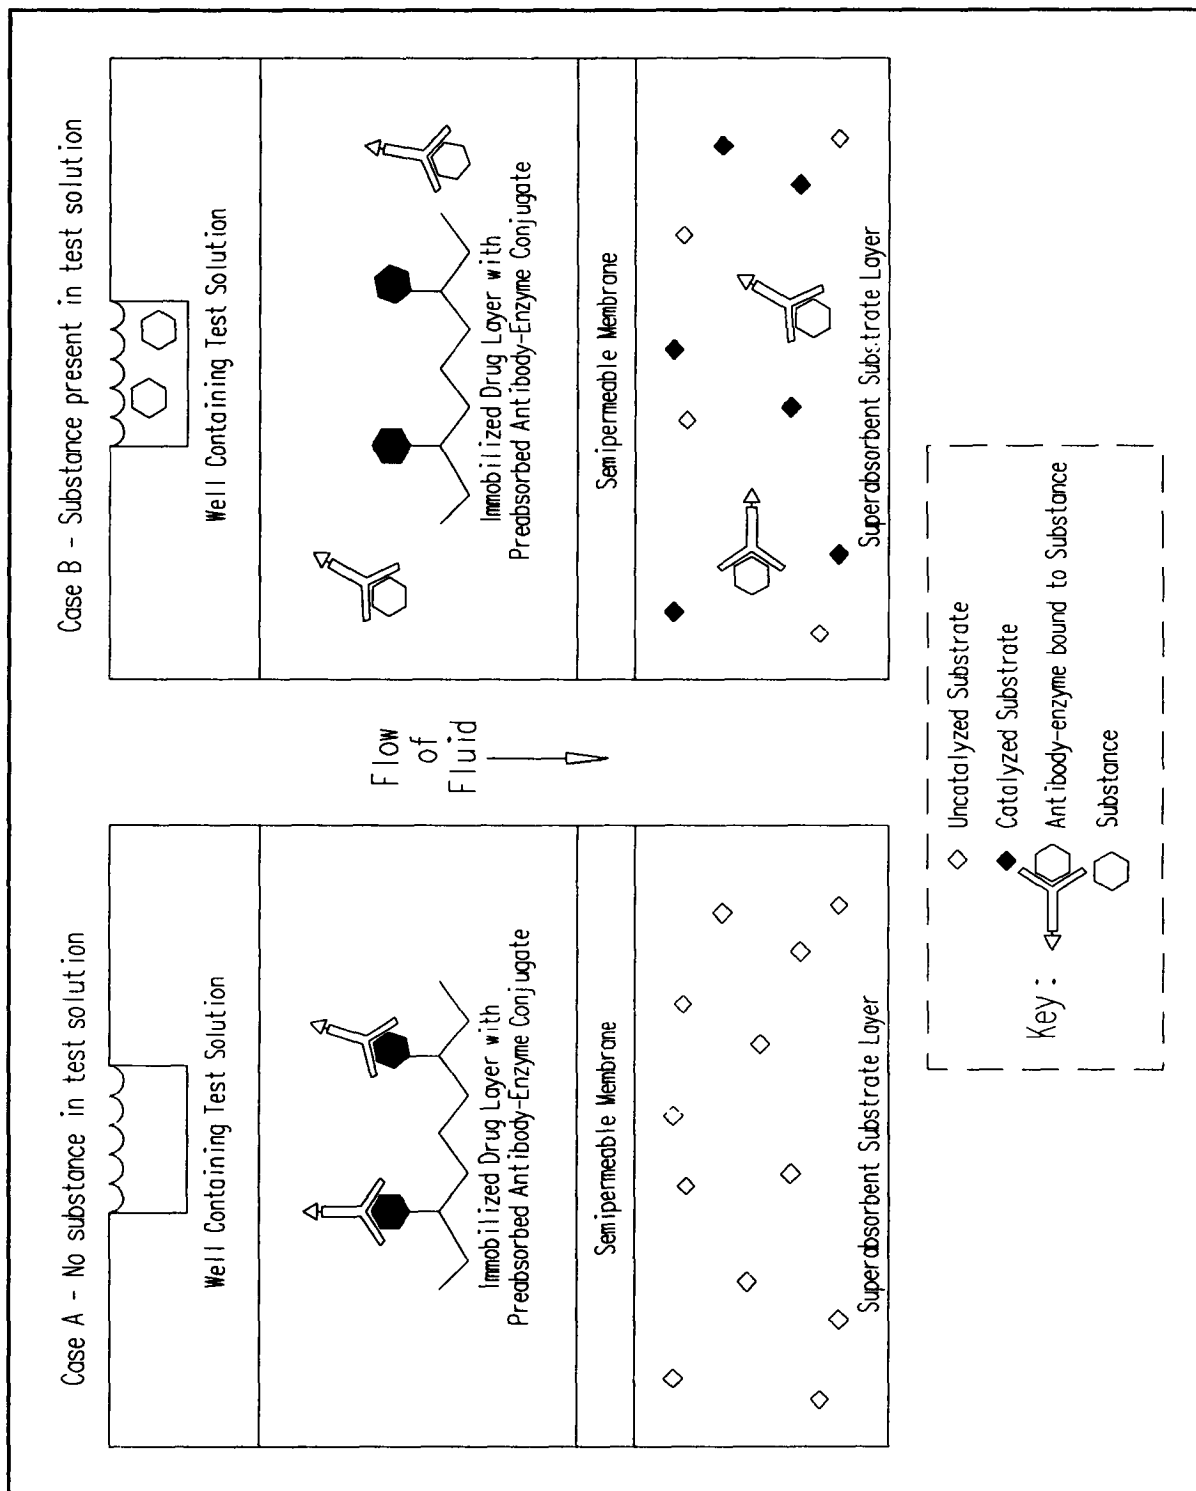 Case A - No substance in test solution
Well Containing Test Solution
Immobilized Drug Layer with
Preabsorbed Antibody-Enzyme Conjugate
Semipermeable Membrane
Superabsorbent Substrate Layer
Flow
of
Fluid
Case B - Substance present in test solution
Well Containing Test Solution
Immobilized Drug Layer with
Preabsorbed Antibody-Enzyme Conjugate
Semipermeable Membrane
Superabsorbent Substrate Layer
Key:
Uncatalyzed Substrate
Catalyzed Substrate
Antibody-enzyme bound to Substance
Substance